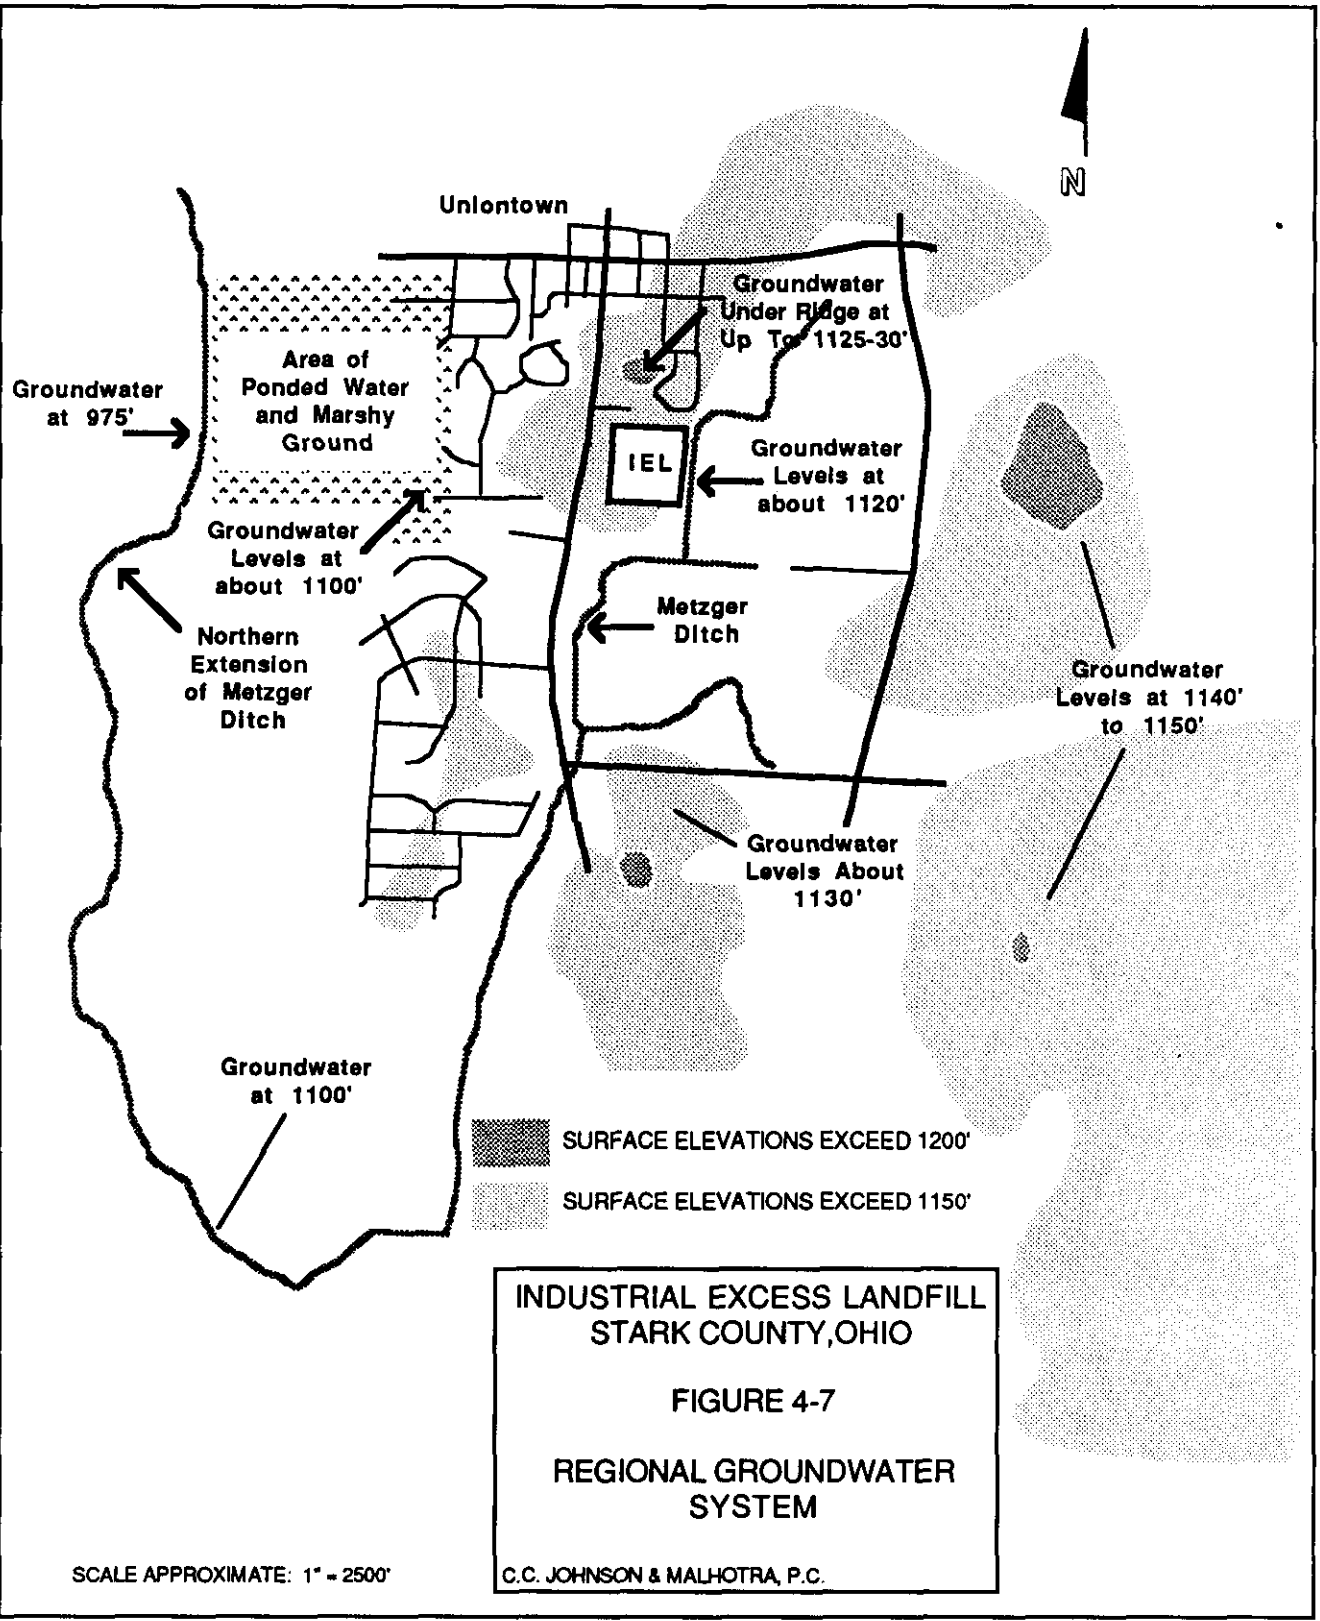 N
Uniontown
Groundwater
Under Ridge at
Up To 1125-30'
Area of
Ponded Water
and Marshy
Ground
Groundwater
at 975'
IEL
Groundwater
Levels at
about 1120'
Groundwater
Levels at
about 1100'
Northern
Extension
of Metzger
Ditch
Metzger
Ditch
Groundwater
Levels at 1140'
to 1150'
Groundwater
Levels About
1130'
Groundwater
at 1100'
SURFACE ELEVATIONS EXCEED 1200'
SURFACE ELEVATIONS EXCEED 1150'
INDUSTRIAL EXCESS LANDFILL
STARK COUNTY,OHIO
FIGURE 4-7
REGIONAL GROUNDWATER
SYSTEM
C.C. JOHNSON & MALHOTRA, P.C.
SCALE APPROXIMATE: 1" = 2500'